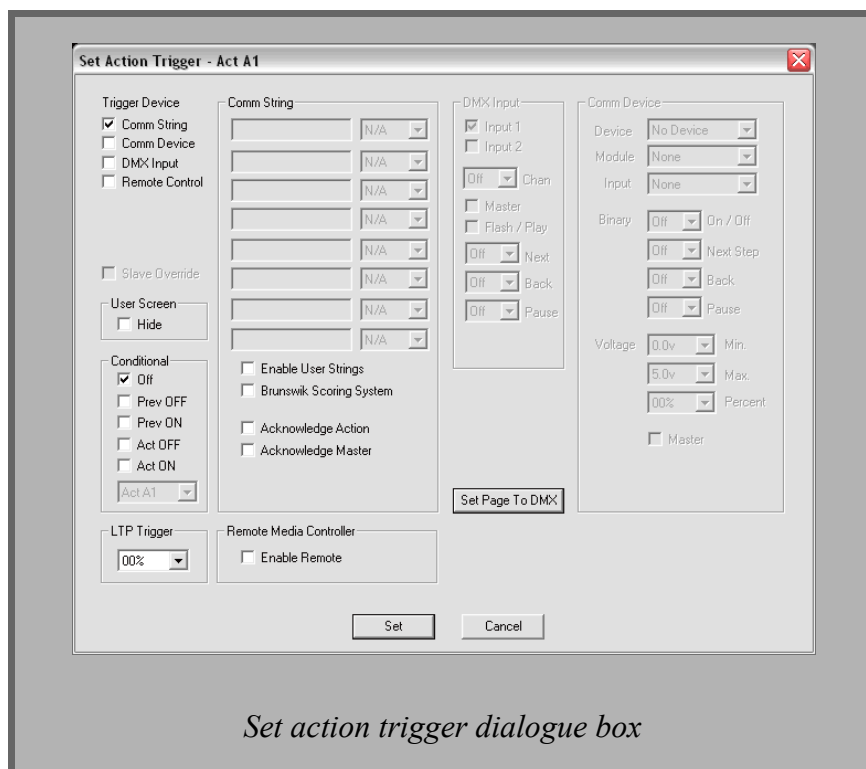 Set Action Trigger - Act A1
Trigger Device
Comm String
Comm Device
DMX Input
Remote Control
Slave Override
User Screen
Hide
Conditional
Off
Prev OFF
Prev ON
Act OFF
Act ON
Act A1
LTP Trigger
00%
Comm String
N/A
N/A
N/A
N/A
N/A
N/A
N/A
N/A
Enable User Strings
Brunswik Scoring System
Acknowledge Action
Acknowledge Master
Remote Media Controller
Enable Remote
DMX Input
Input 1
Input 2
Off Chan
Master
Flash / Play
Off Next
Off Back
Off Pause
Set Page To DMX
Comm Device
Device No Device
Module None
Input None
Binary Off On / Off
Off Next Step
Off Back
Off Pause
Voltage 0.0v Min.
5.0v Max.
00% Percent
Master
Set Cancel
Set action trigger dialogue box